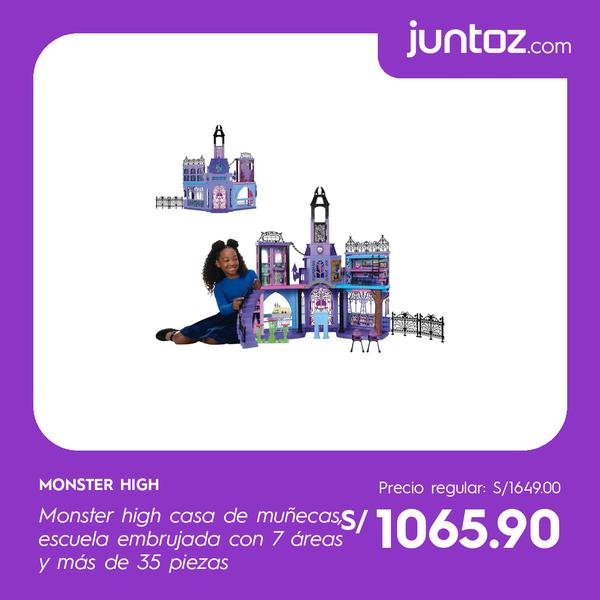 juntoz.com
MONSTER HIGH
Monster high casa de muñecas,
escuela embrujada con 7 áreas
y más de 35 piezas
Precio regular: S/1649.00
S/ 1065.90